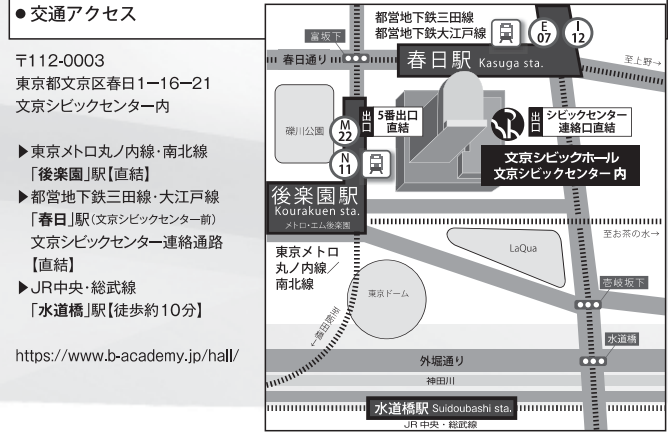 ● 交通アクセス
〒112-0003
東京都文京区春日1ー16ー21
文京シビックセンター内
▶東京メトロ丸ノ内線・南北線
「後楽園」駅【直結】
▶都営地下鉄三田線・大江戸線
「春日」駅（文京シビックセンター前）
文京シビックセンター連絡通路
【直結】
▶JR中央・総武線
「水道橋」駅【徒歩約10分】
https://www.b-academy.jp/hall/
都営地下鉄三田線
都営地下鉄大江戸線
E
07
I
12
富坂下
春日通り
春日駅 Kasuga sta.
至上野→
礫川公園
M
22
出口
5番出口
直結
出口
シビックセンター
連絡口直結
N
11
文京シビックホール
文京シビックセンター 内
後楽園駅
Kourakuen sta.
メトロ・エム後楽園
至お茶の水→
東京メトロ
丸ノ内線／
南北線
LaQua
東京ドーム
壱岐坂下
至飯田橋→
水道橋
外堀通り
神田川
水道橋駅 Suidoubashi sta.
JR 中央・総武線